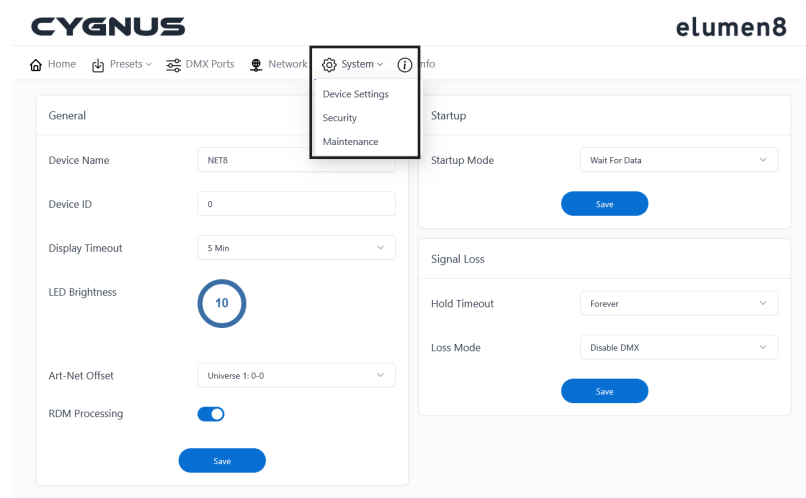 CYGNUS
elumen8
Home Presets DMX Ports Network System nfo
Device Settings
Security
Maintenance
General
Device Name NET8
Device ID 0
Display Timeout 5 Min
LED Brightness 10
Art-Net Offset Universe 1: 0-0
RDM Processing
Save
Startup
Startup Mode Wait For Data
Save
Signal Loss
Hold Timeout Forever
Loss Mode Disable DMX
Save